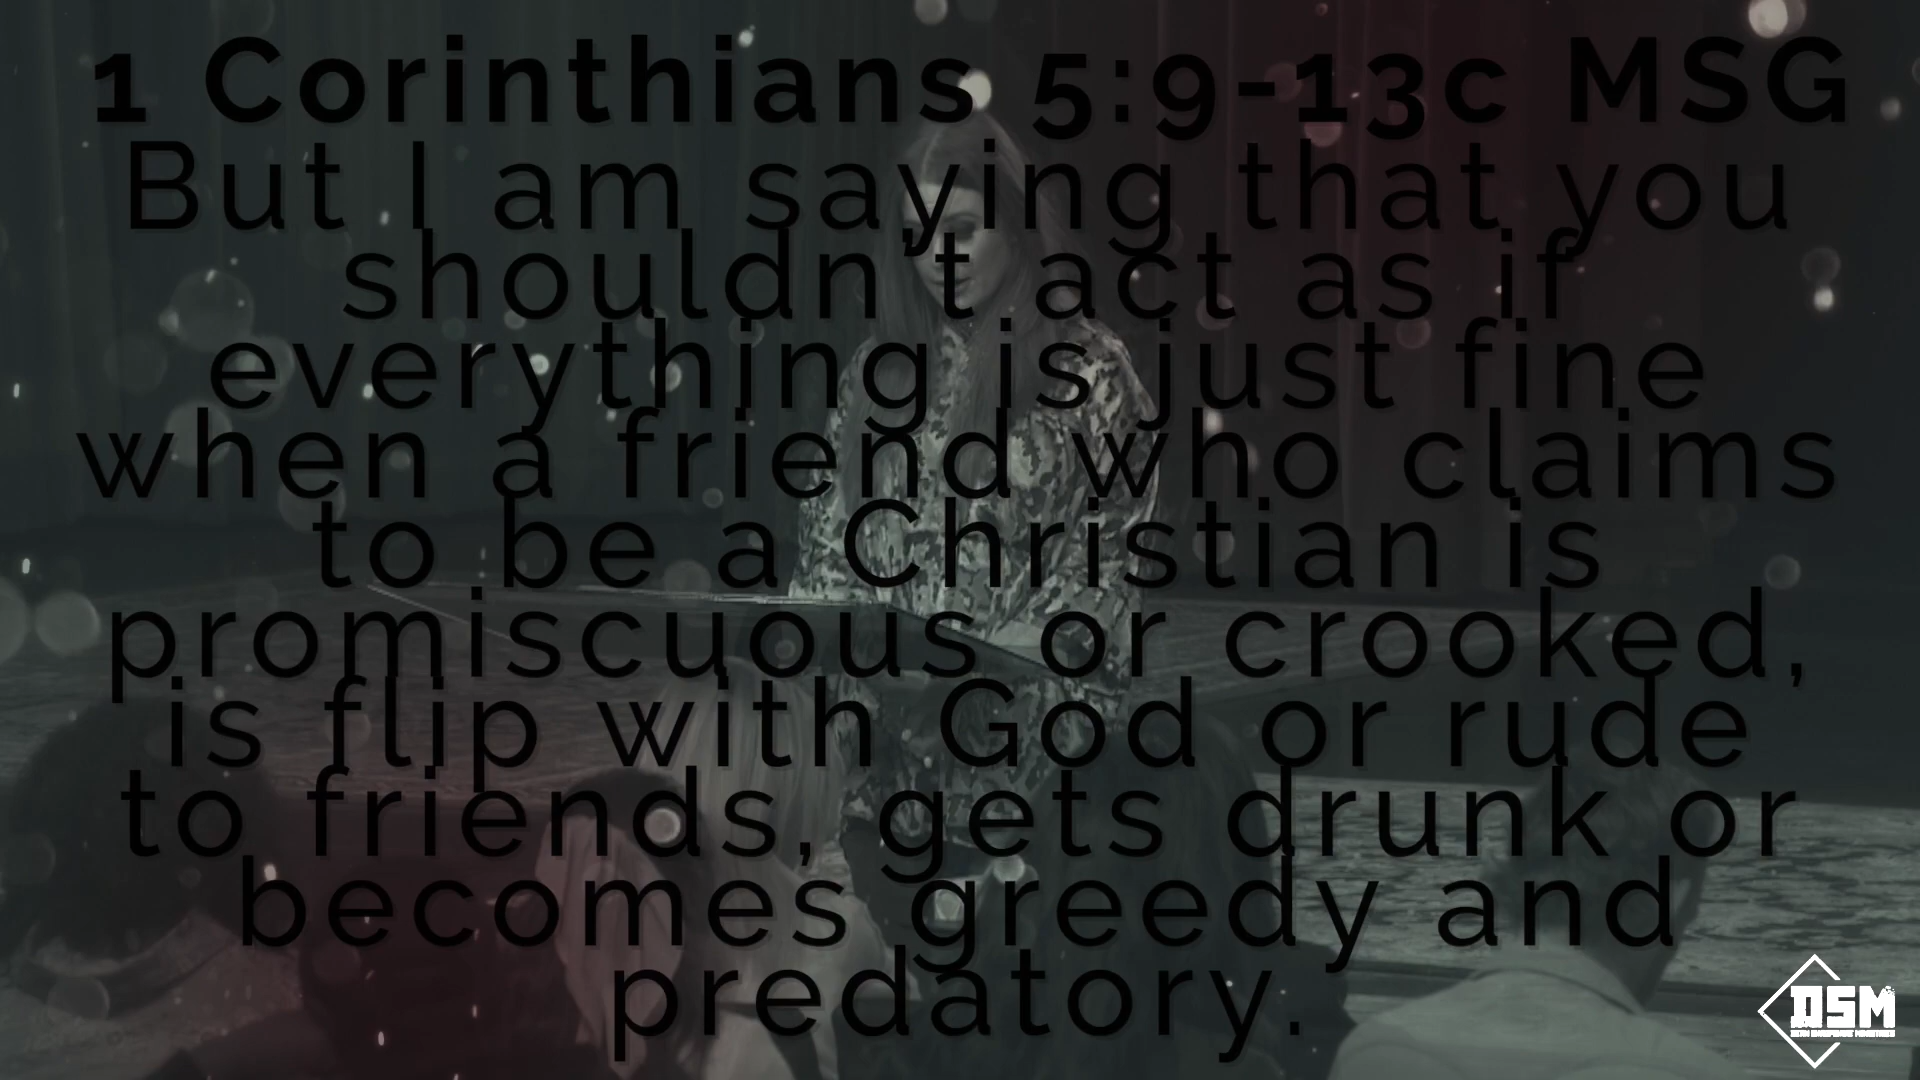 1 Corinthians 5:9-13c MSG
But I am saying that you
shouldn't act as if
everything is just fine
when a friend who claims
to be a Christian is
promiscuous or crooked,
is flip with God or rude
to friends, gets drunk or
becomes greedy and
predatory.
DSM